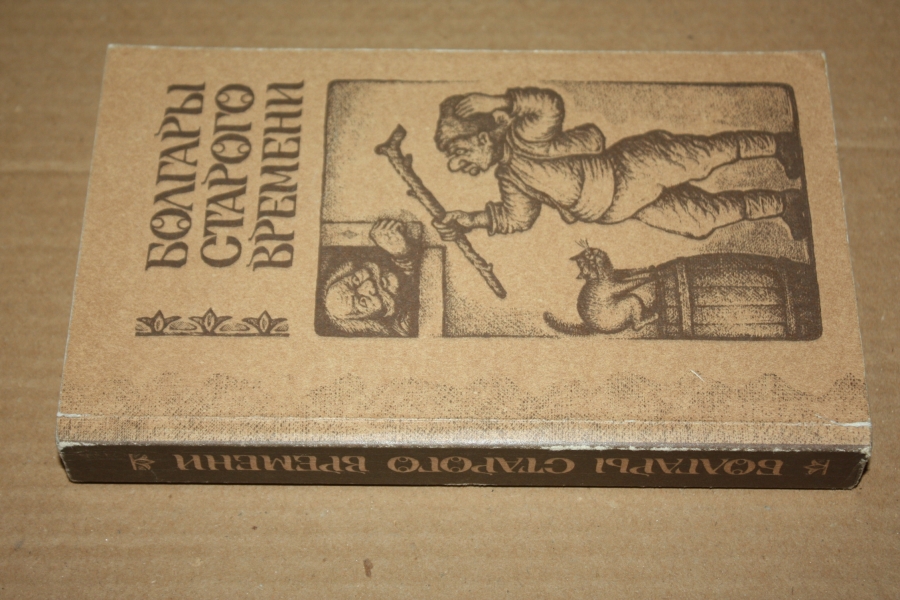 БОЛГАРЫ
СТАРОГО
ВРЕМЕНИ
БОЛГАРЫ СТАРОГО ВРЕМЕНИ